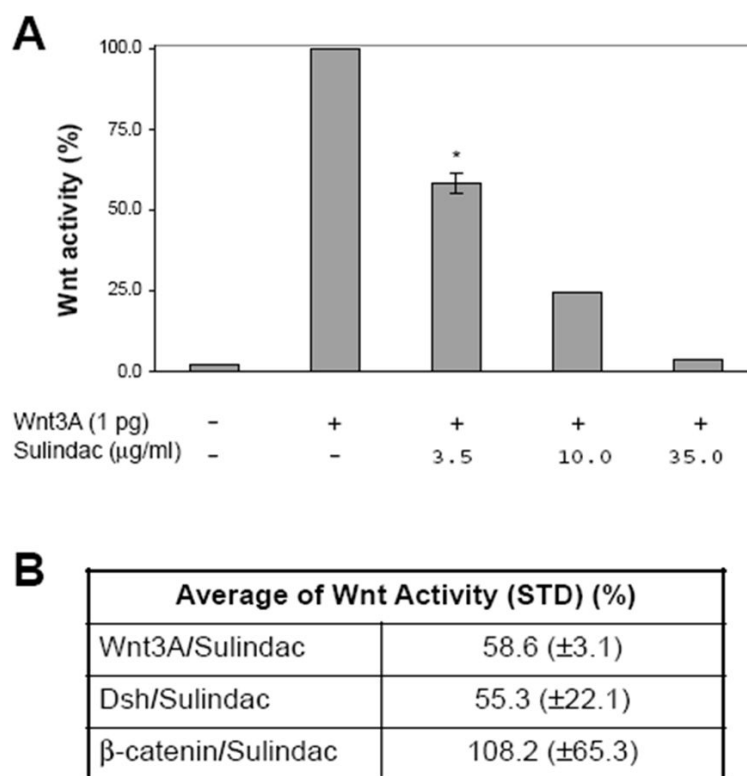 A
Wnt activity (%)
100.0
75.0
50.0
25.0
0.0
*
Wnt3A (1 pg) - + + + +
Sulindac (μg/ml) - - 3.5 10.0 35.0
B
Average of Wnt Activity (STD) (%)
Wnt3A/Sulindac 58.6 (±3.1)
Dsh/Sulindac 55.3 (±22.1)
β-catenin/Sulindac 108.2 (±65.3)